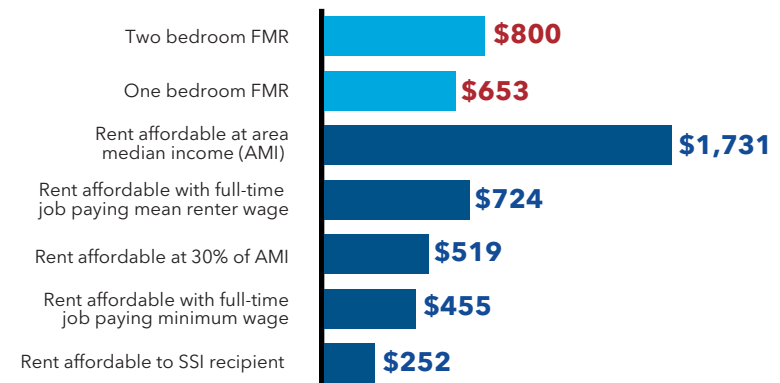 Two bedroom FMR
$800
One bedroom FMR
$653
Rent affordable at area
median income (AMI)
$1,731
Rent affordable with full-time
job paying mean renter wage
$724
Rent affordable at 30% of AMI
$519
Rent affordable with full-time
job paying minimum wage
$455
Rent affordable to SSI recipient
$252